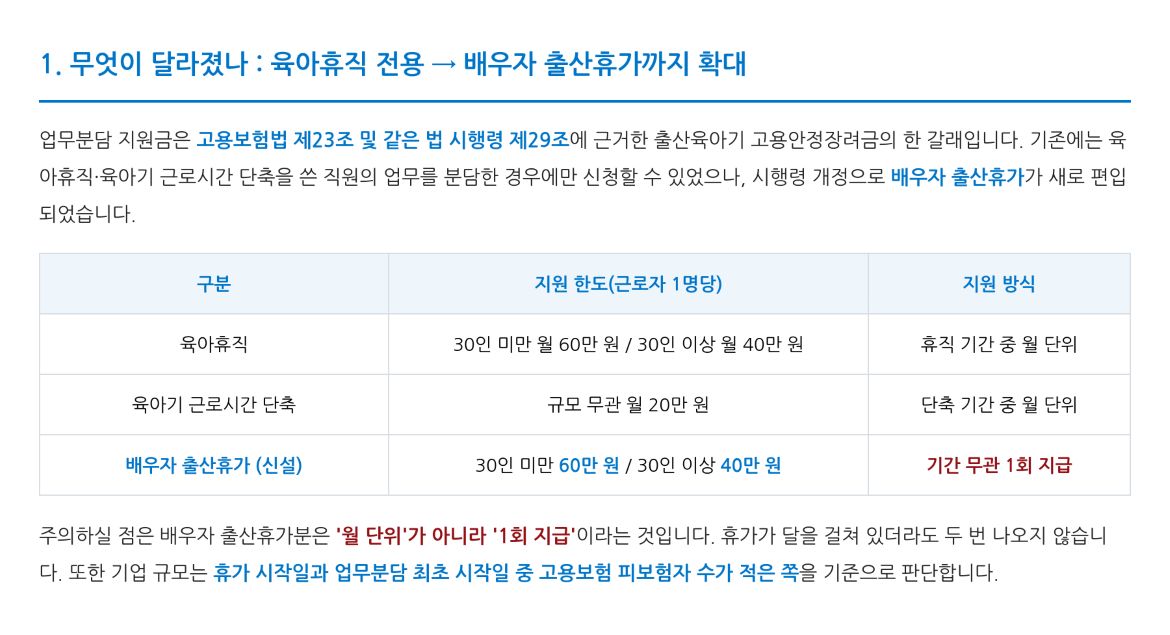 1. 무엇이 달라졌나 : 육아휴직 전용 → 배우자 출산휴가까지 확대
업무분담 지원금은 고용보험법 제23조 및 같은 법 시행령 제29조에 근거한 출산육아기 고용안정장려금의 한 갈래입니다. 기존에는 육
아휴직·육아기 근로시간 단축을 쓴 직원의 업무를 분담한 경우에만 신청할 수 있었으나, 시행령 개정으로 배우자 출산휴가가 새로 편입
되었습니다.
구분 지원 한도(근로자 1명당) 지원 방식
육아휴직 30인 미만 월 60만 원 / 30인 이상 월 40만 원 휴직 기간 중 월 단위
육아기 근로시간 단축 규모 무관 월 20만 원 단축 기간 중 월 단위
배우자 출산휴가 (신설) 30인 미만 60만 원 / 30인 이상 40만 원 기간 무관 1회 지급
주의하실 점은 배우자 출산휴가분은 '월 단위'가 아니라 '1회 지급'이라는 것입니다. 휴가가 달을 걸쳐 있더라도 두 번 나오지 않습니
다. 또한 기업 규모는 휴가 시작일과 업무분담 최초 시작일 중 고용보험 피보험자 수가 적은 쪽을 기준으로 판단합니다.